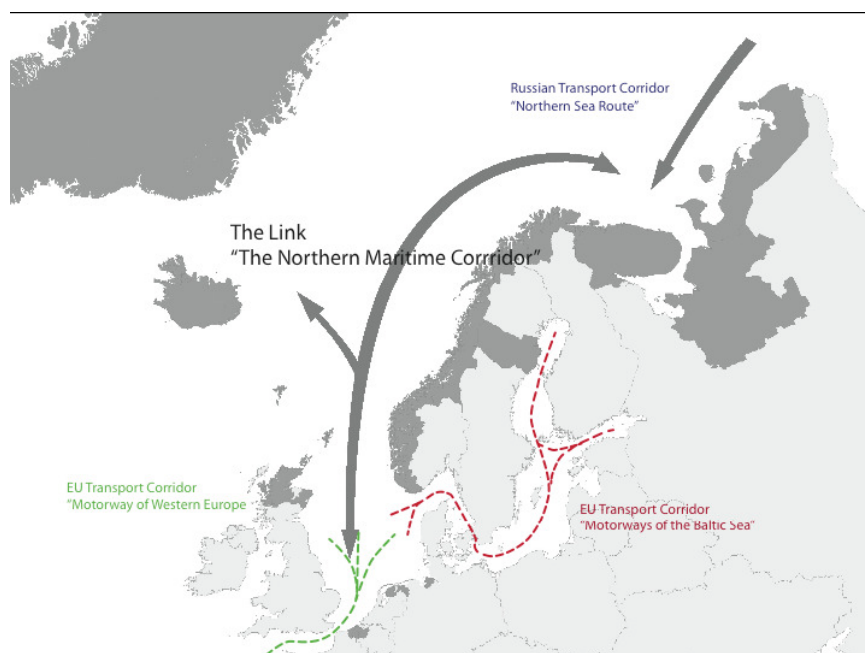 Russian Transport Corridor
"Northern Sea Route"
The Link
"The Northern Maritime Corrridor"
EU Transport Corridor
"Motorway of Western Europe
EU Transport Corridor
"Motorways of the Baltic Sea"